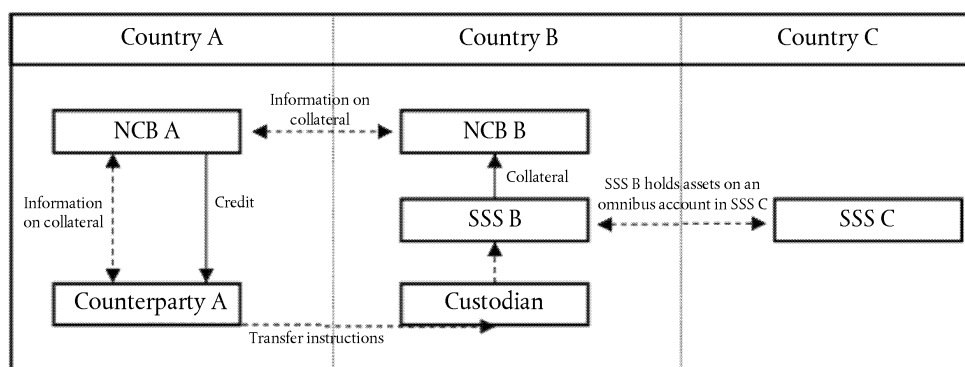 Country A
Country B
Country C
Information on
collateral
NCB A
NCB B
Information
on collateral
Credit
Collateral
SSS B holds assets on an
omnibus account in SSS C
SSS B
SSS C
Counterparty A
Custodian
Transfer instructions